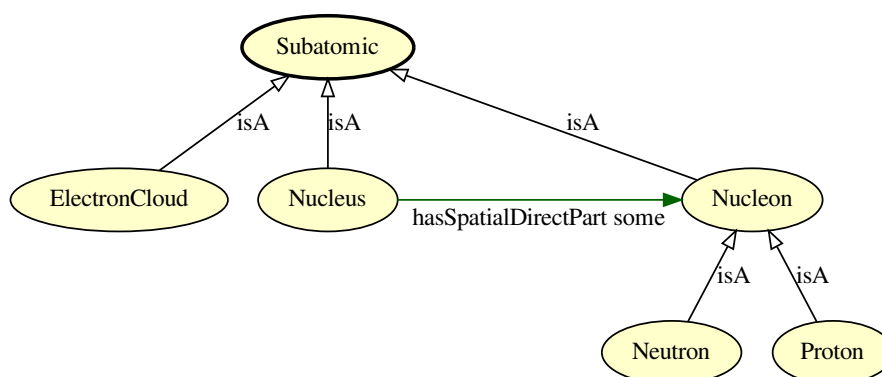 Subatomic
isA
isA
isA
ElectronCloud
Nucleus
Nucleon
hasSpatialDirectPart some
isA
isA
Neutron
Proton